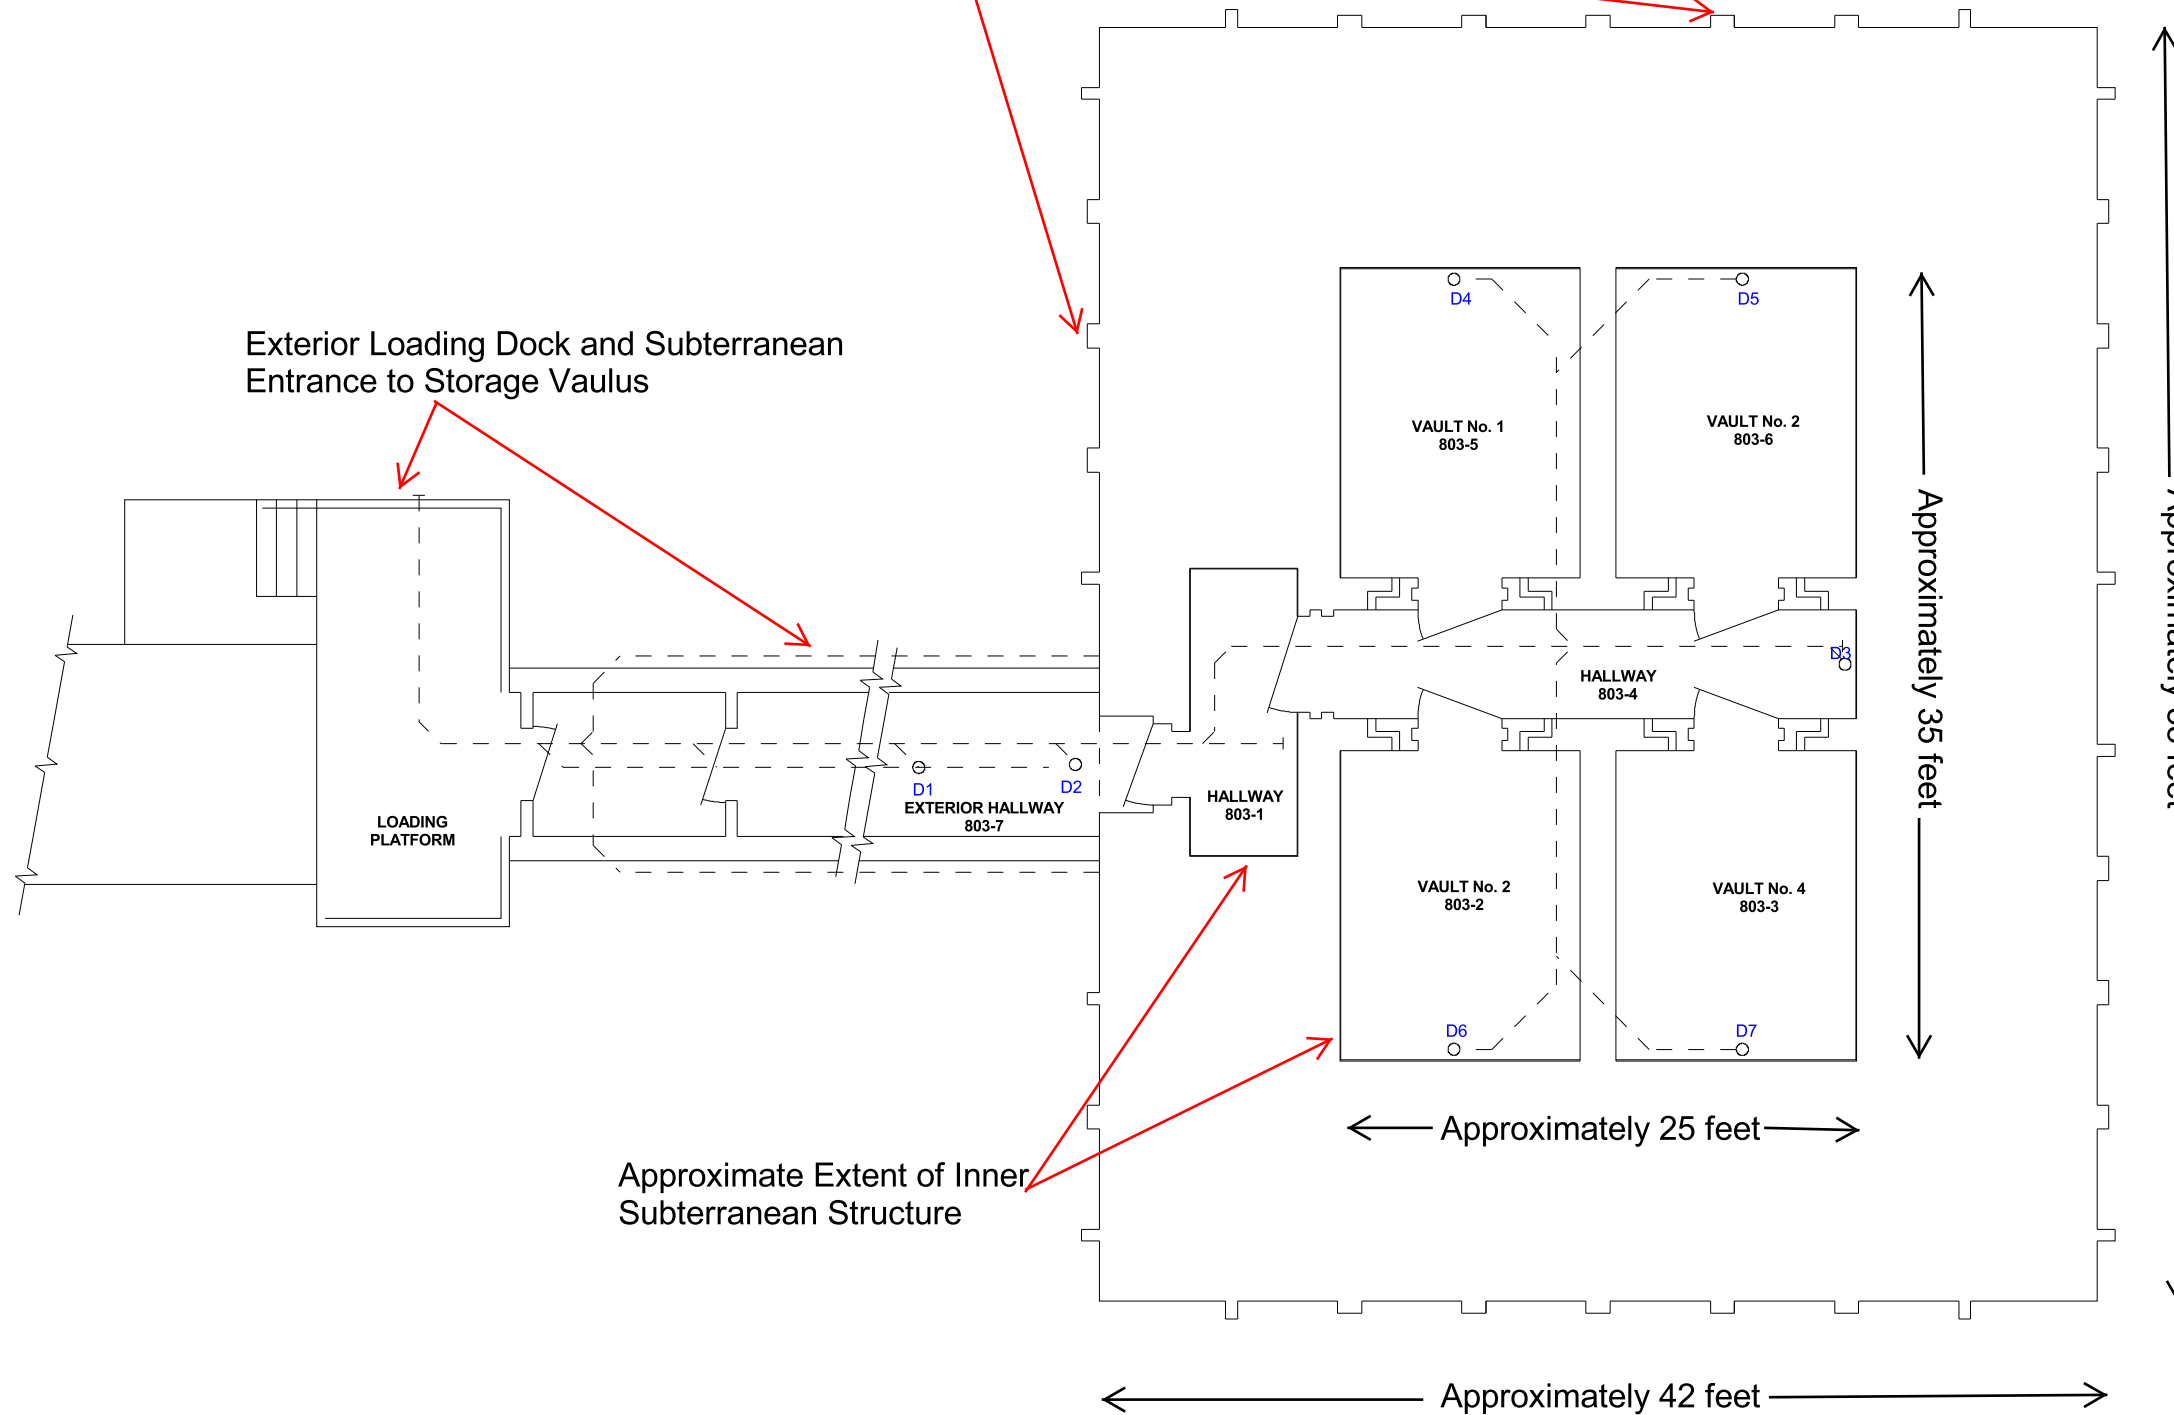 Exterior Loading Dock and Subterranean
Entrance to Storage Vaulus
D4
D5
VAULT No. 1
803-5
VAULT No. 2
803-6
Approximately 35 feet
D3
HALLWAY
803-4
D1
D2
EXTERIOR HALLWAY
803-7
HALLWAY
803-1
LOADING
PLATFORM
VAULT No. 2
803-2
VAULT No. 4
803-3
D6
D7
Approximately 25 feet
Approximate Extent of Inner
Subterranean Structure
Approximately 42 feet